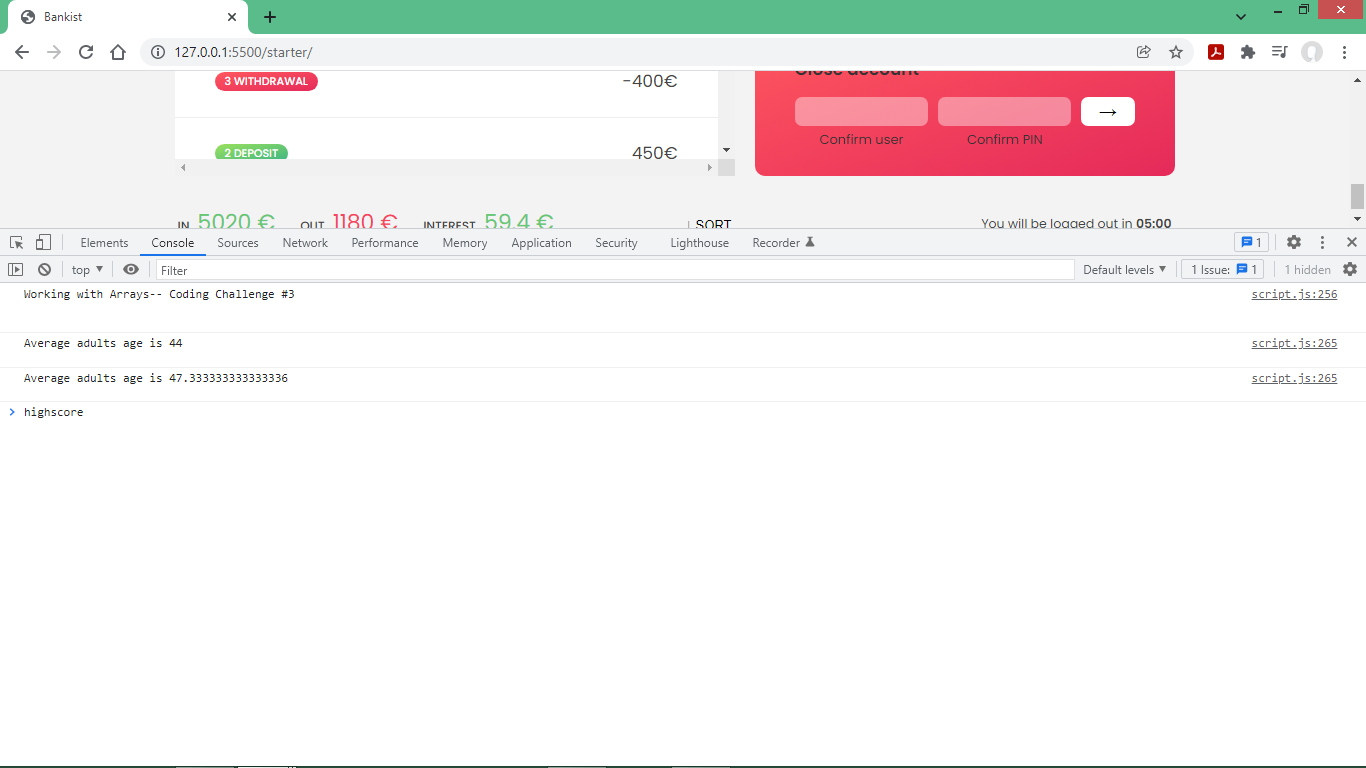 Bankist
127.0.0.1:5500/starter/
3 WITHDRAWAL
-400€
Close account
Confirm user
Confirm PIN
2 DEPOSIT
450€
IN 5020 € OUT 1180 € INTEREST 59.4 €
SORT
You will be logged out in 05:00
Elements Console Sources Network Performance Memory Application Security Lighthouse Recorder 1
top Filter Default levels 1 Issue: 1 1 hidden
Working with Arrays-- Coding Challenge #3 script.js:256
Average adults age is 44 script.js:265
Average adults age is 47.333333333333336 script.js:265
highscore